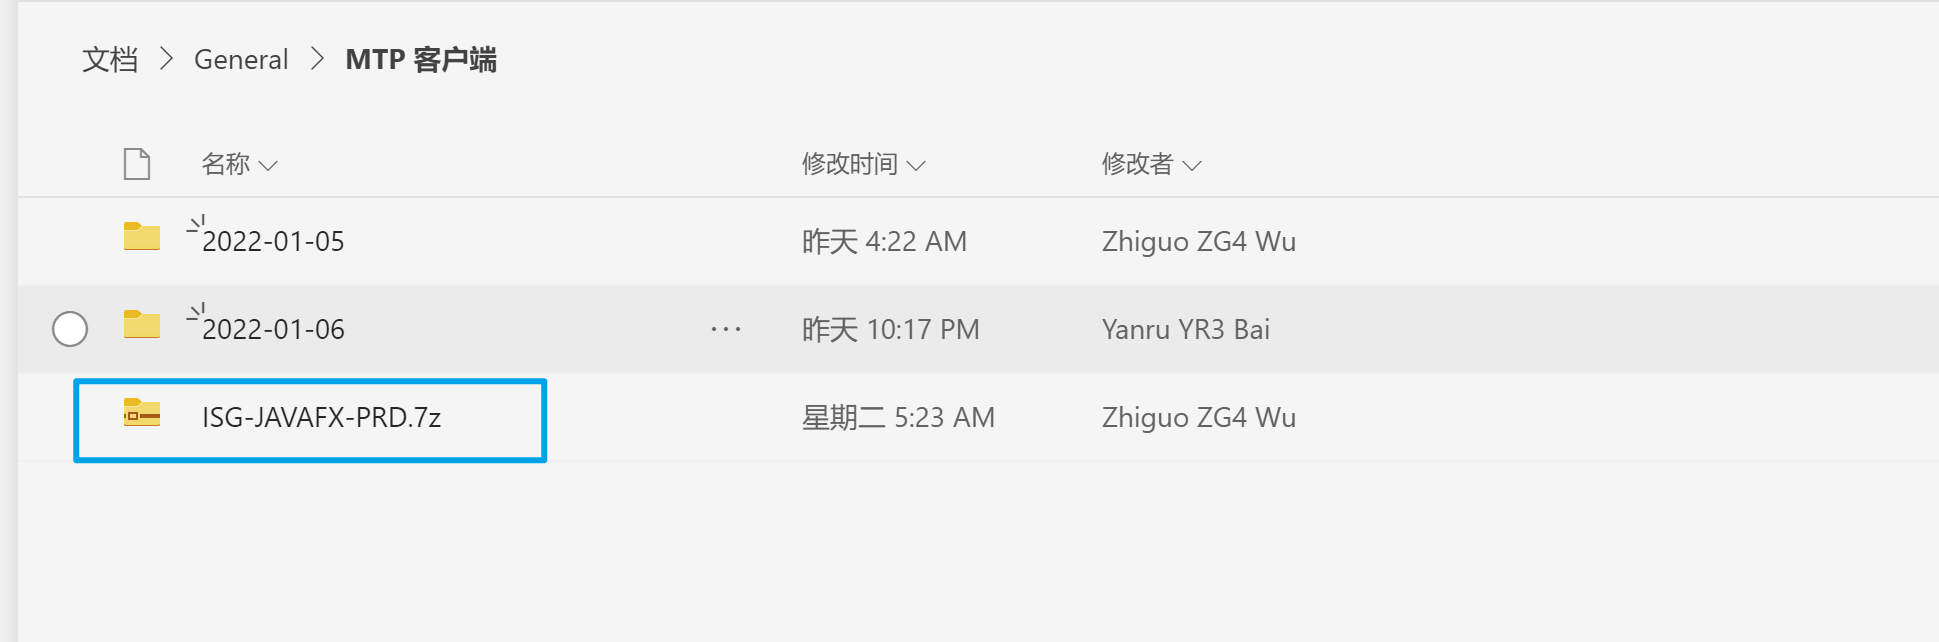 文档 > General > MTP 客户端
名称 修改时间 修改者
2022-01-05 昨天 4:22 AM Zhiguo ZG4 Wu
2022-01-06 ··· 昨天 10:17 PM Yanru YR3 Bai
ISG-JAVAFX-PRD.7z 星期二 5:23 AM Zhiguo ZG4 Wu